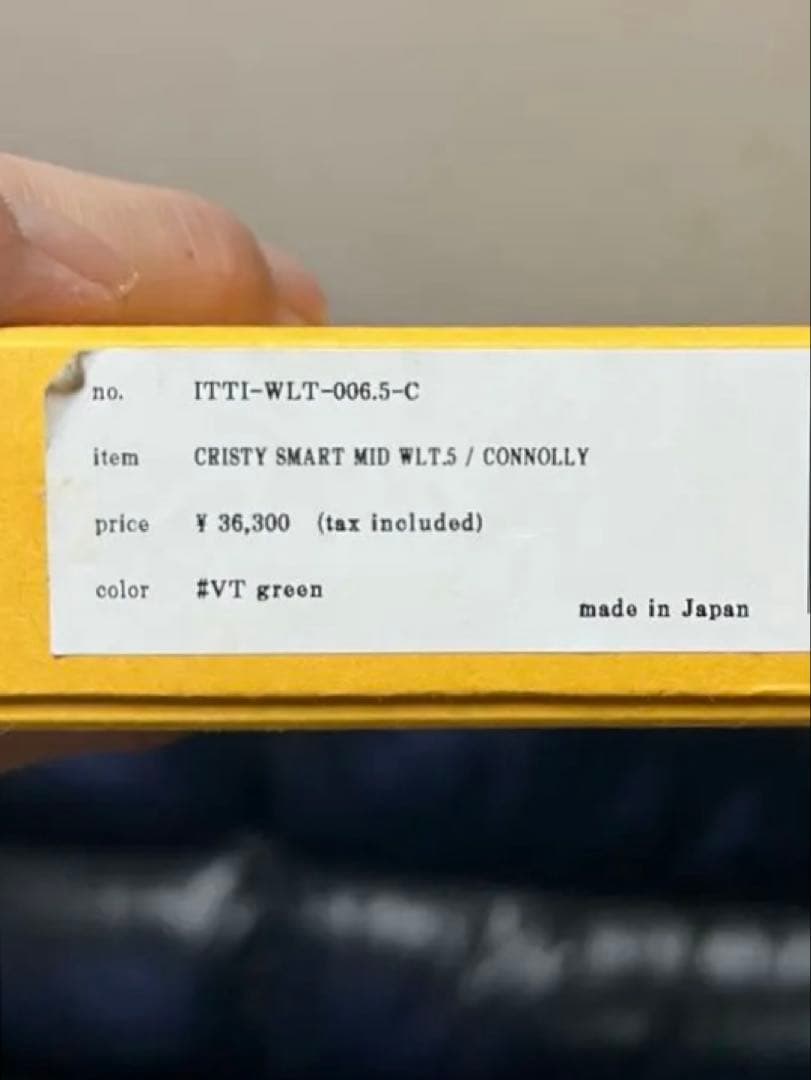 no. ITTI-WLT-006.5-C
item CRISTY SMART MID WLT.5 / CONNOLLY
price ¥ 36,300 (tax included)
color #VT green
made in Japan